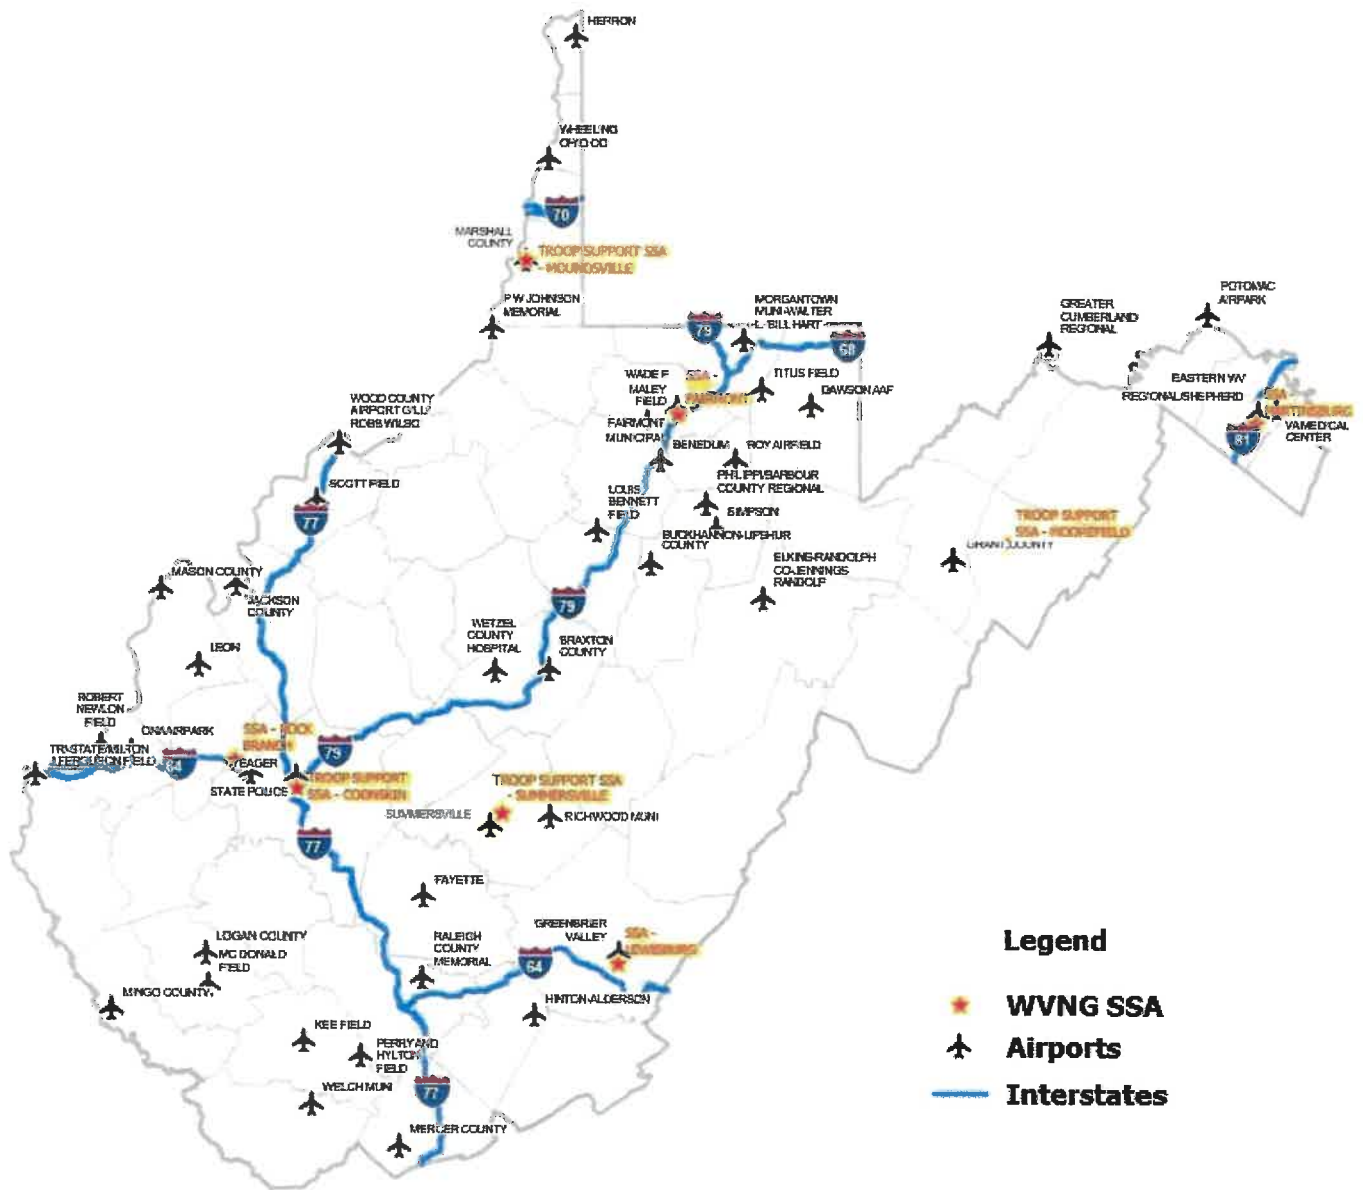 HERRON
WHEELING
OHIO CO
70
MARSHALL
COUNTY
TROOP SUPPORT SSA
- MOUNDSVILLE
P W JOHNSON
MEMORIAL
79
MORGANTOWN
MUNI-WALTER
L. BILL HART
68
GREATER
CUMBERLAND
REGIONAL
POTOMAC
AIRPARK
WADE F
MALEY
FIELD
SSA -
FAIRMONT
TITUS FIELD
DAWSON AAF
EASTERN WV
REGIONAL/SHEPHERD
SSA
MARTINSBURG
VA MEDICAL
CENTER
81
WOOD COUNTY
AIRPORT GILL
ROBB WILSO
FAIRMONT
MUNICIPA
BENEDUM
ROY AIRFIELD
SCOTT FIELD
77
LOUIS
BENNETT
FIELD
PHILIPPI/BARBOUR
COUNTY REGIONAL
SIMPSON
BUCKHANNON-UPSHUR
COUNTY
TROOP SUPPORT
SSA - MOOREFIELD
GRANT COUNTY
ELKINS-RANDOLPH
CO-JENNINGS
RANDOLP
MASON COUNTY
JACKSON
COUNTY
79
LEON
WETZEL
COUNTY
HOSPITAL
BRAXTON
COUNTY
ROBERT
NEWLON
FIELD
ONA AIRPARK
SSA - ROCK
BRANCH
79
TRI-STATE/MILTON
J.FERGUSON FIELD
64
YEAGER
STATE POLICE
TROOP SUPPORT
SSA - COONSKIN
TROOP SUPPORT SSA
- SUMMERSVILLE
SUMMERSVILLE
RICHWOOD MUNI
77
FAYETTE
GREENBRIER
VALLEY
SSA -
LEWISBURG
LOGAN COUNTY
MC DONALD
FIELD
RALEIGH
COUNTY
MEMORIAL
64
MINGO COUNTY
HINTON-ALDERSON
KEE FIELD
PERRY AND
HYLTON
FIELD
WELCH MUNI
77
MERCER COUNTY
Legend
WVNG SSA
Airports
Interstates